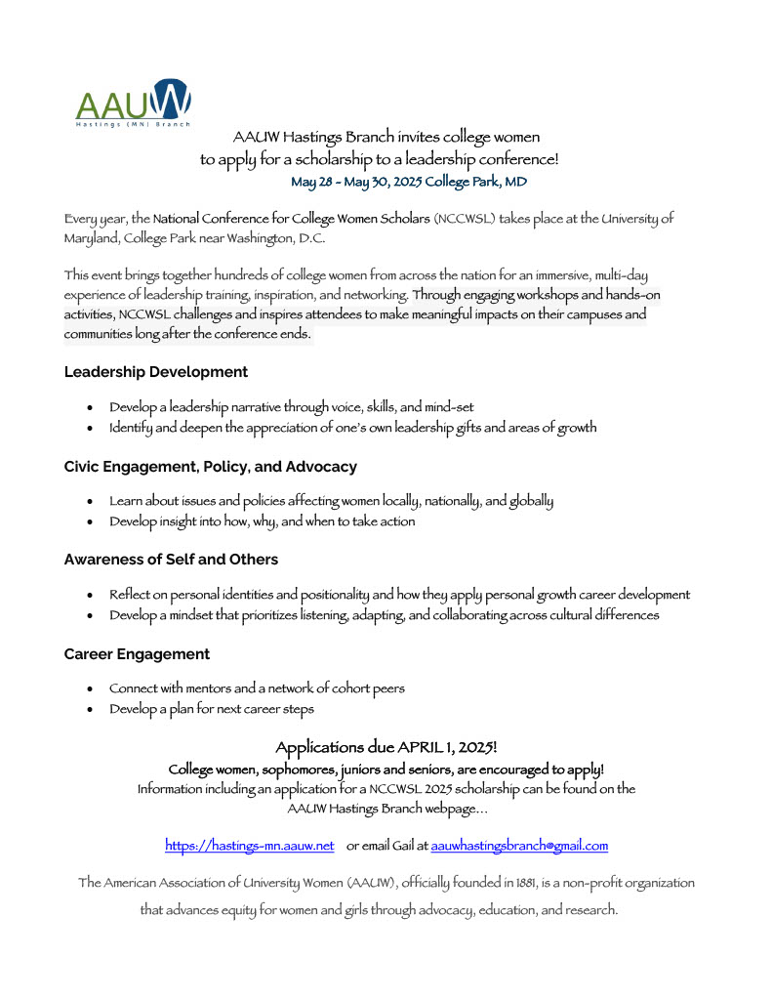 AAUW
Hastings (MN) Branch
AAUW Hastings Branch invites college women
to apply for a scholarship to a leadership conference!
May 28 - May 30, 2025 College Park, MD
Every year, the National Conference for College Women Scholars (NCCWSL) takes place at the University of
Maryland, College Park near Washington, D.C.
This event brings together hundreds of college women from across the nation for an immersive, multi-day
experience of leadership training, inspiration, and networking. Through engaging workshops and hands-on
activities, NCCWSL challenges and inspires attendees to make meaningful impacts on their campuses and
communities long after the conference ends.
Leadership Development
• Develop a leadership narrative through voice, skills, and mind-set
• Identify and deepen the appreciation of one's own leadership gifts and areas of growth
Civic Engagement, Policy, and Advocacy
• Learn about issues and policies affecting women locally, nationally, and globally
• Develop insight into how, why, and when to take action
Awareness of Self and Others
• Reflect on personal identities and positionality and how they apply personal growth career development
• Develop a mindset that prioritizes listening, adapting, and collaborating across cultural differences
Career Engagement
• Connect with mentors and a network of cohort peers
• Develop a plan for next career steps
Applications due APRIL 1, 2025!
College women, sophomores, juniors and seniors, are encouraged to apply!
Information including an application for a NCCWSL 2025 scholarship can be found on the
AAUW Hastings Branch webpage…
https://hastings-mn.aauw.net or email Gail at aauwhastingsbranch@gmail.com
The American Association of University Women (AAUW), officially founded in 1881, is a non-profit organization
that advances equity for women and girls through advocacy, education, and research.